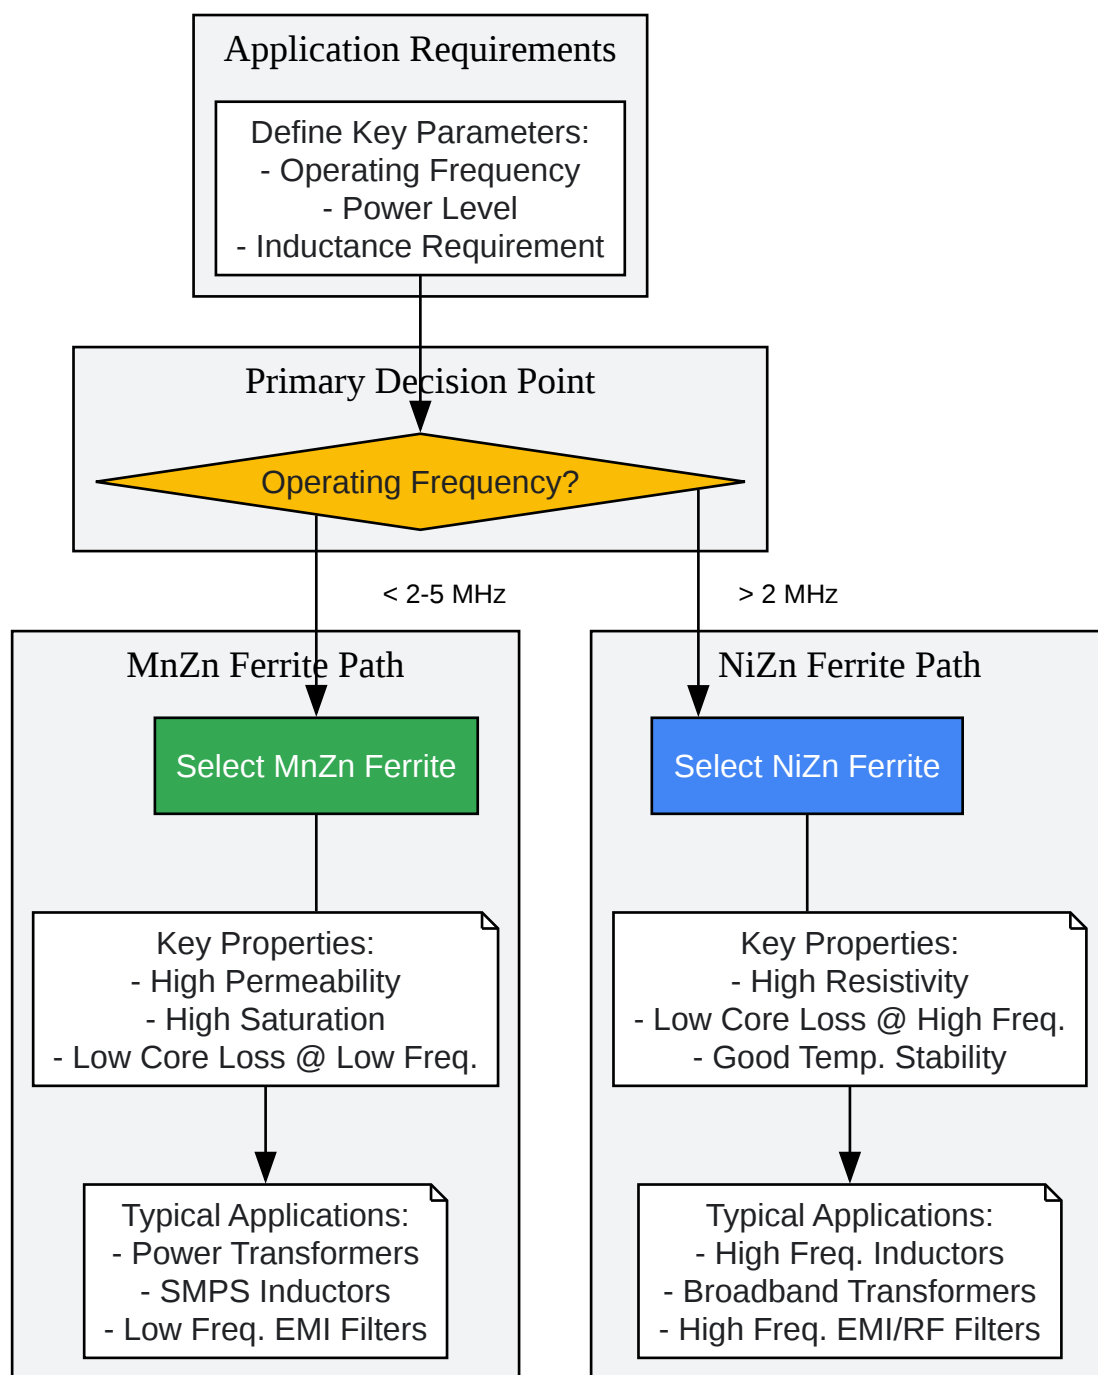 Application Requirements
Define Key Parameters:
- Operating Frequency
- Power Level
- Inductance Requirement
Primary Decision Point
Operating Frequency?
< 2-5 MHz
> 2 MHz
MnZn Ferrite Path
Select MnZn Ferrite
Key Properties:
- High Permeability
- High Saturation
- Low Core Loss @ Low Freq.
Typical Applications:
- Power Transformers
- SMPS Inductors
- Low Freq. EMI Filters
NiZn Ferrite Path
Select NiZn Ferrite
Key Properties:
- High Resistivity
- Low Core Loss @ High Freq.
- Good Temp. Stability
Typical Applications:
- High Freq. Inductors
- Broadband Transformers
- High Freq. EMI/RF Filters